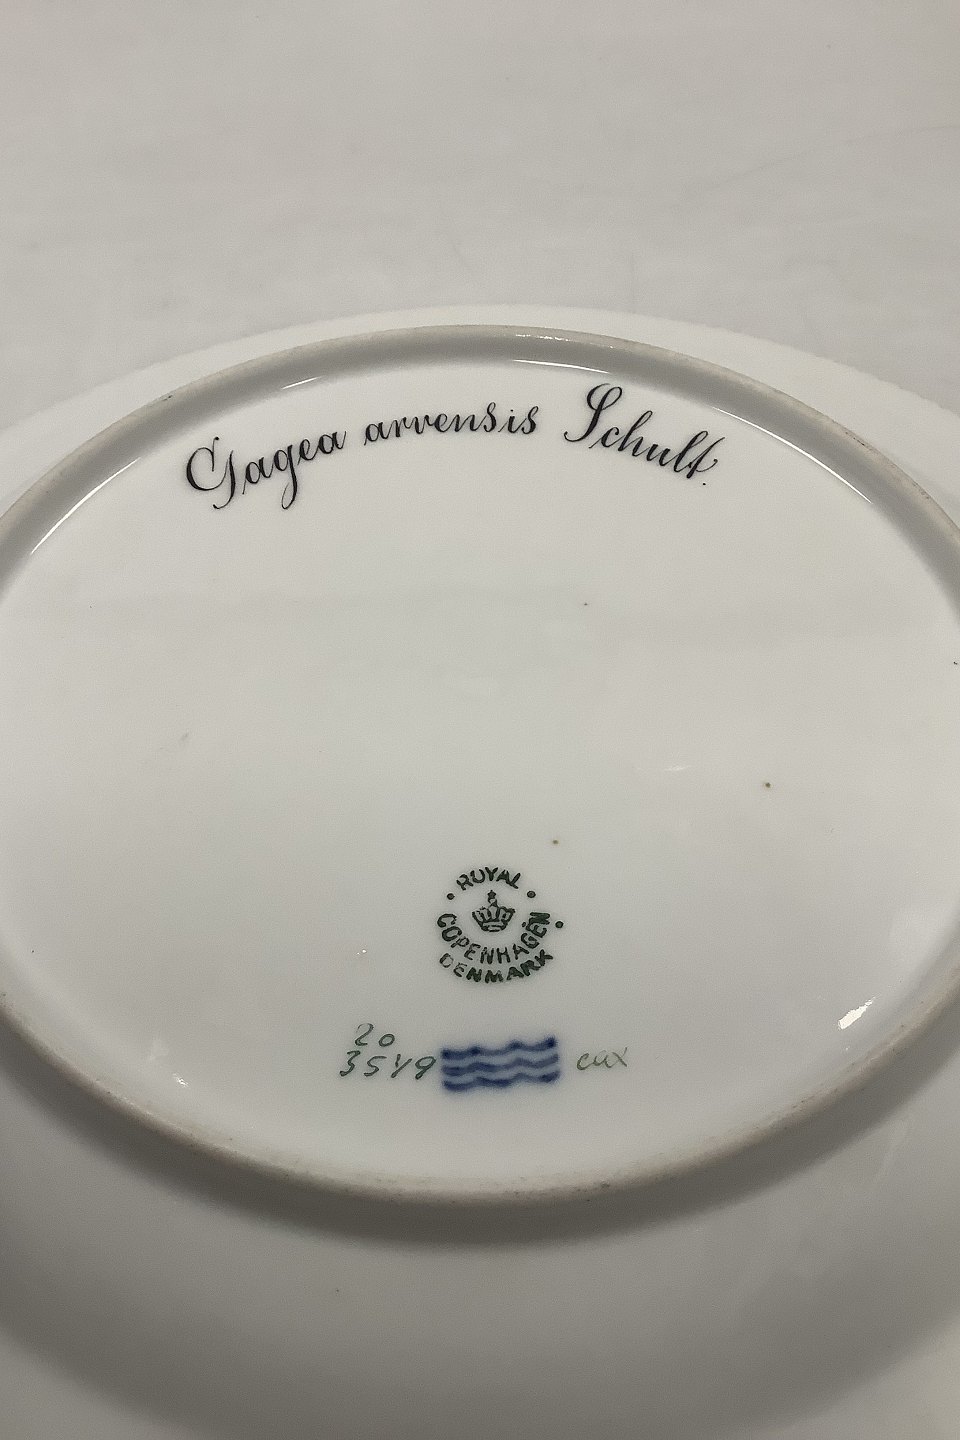 Gagea arvensis Schult.
ROYAL
COPENHAGEN
DENMARK
20
3549